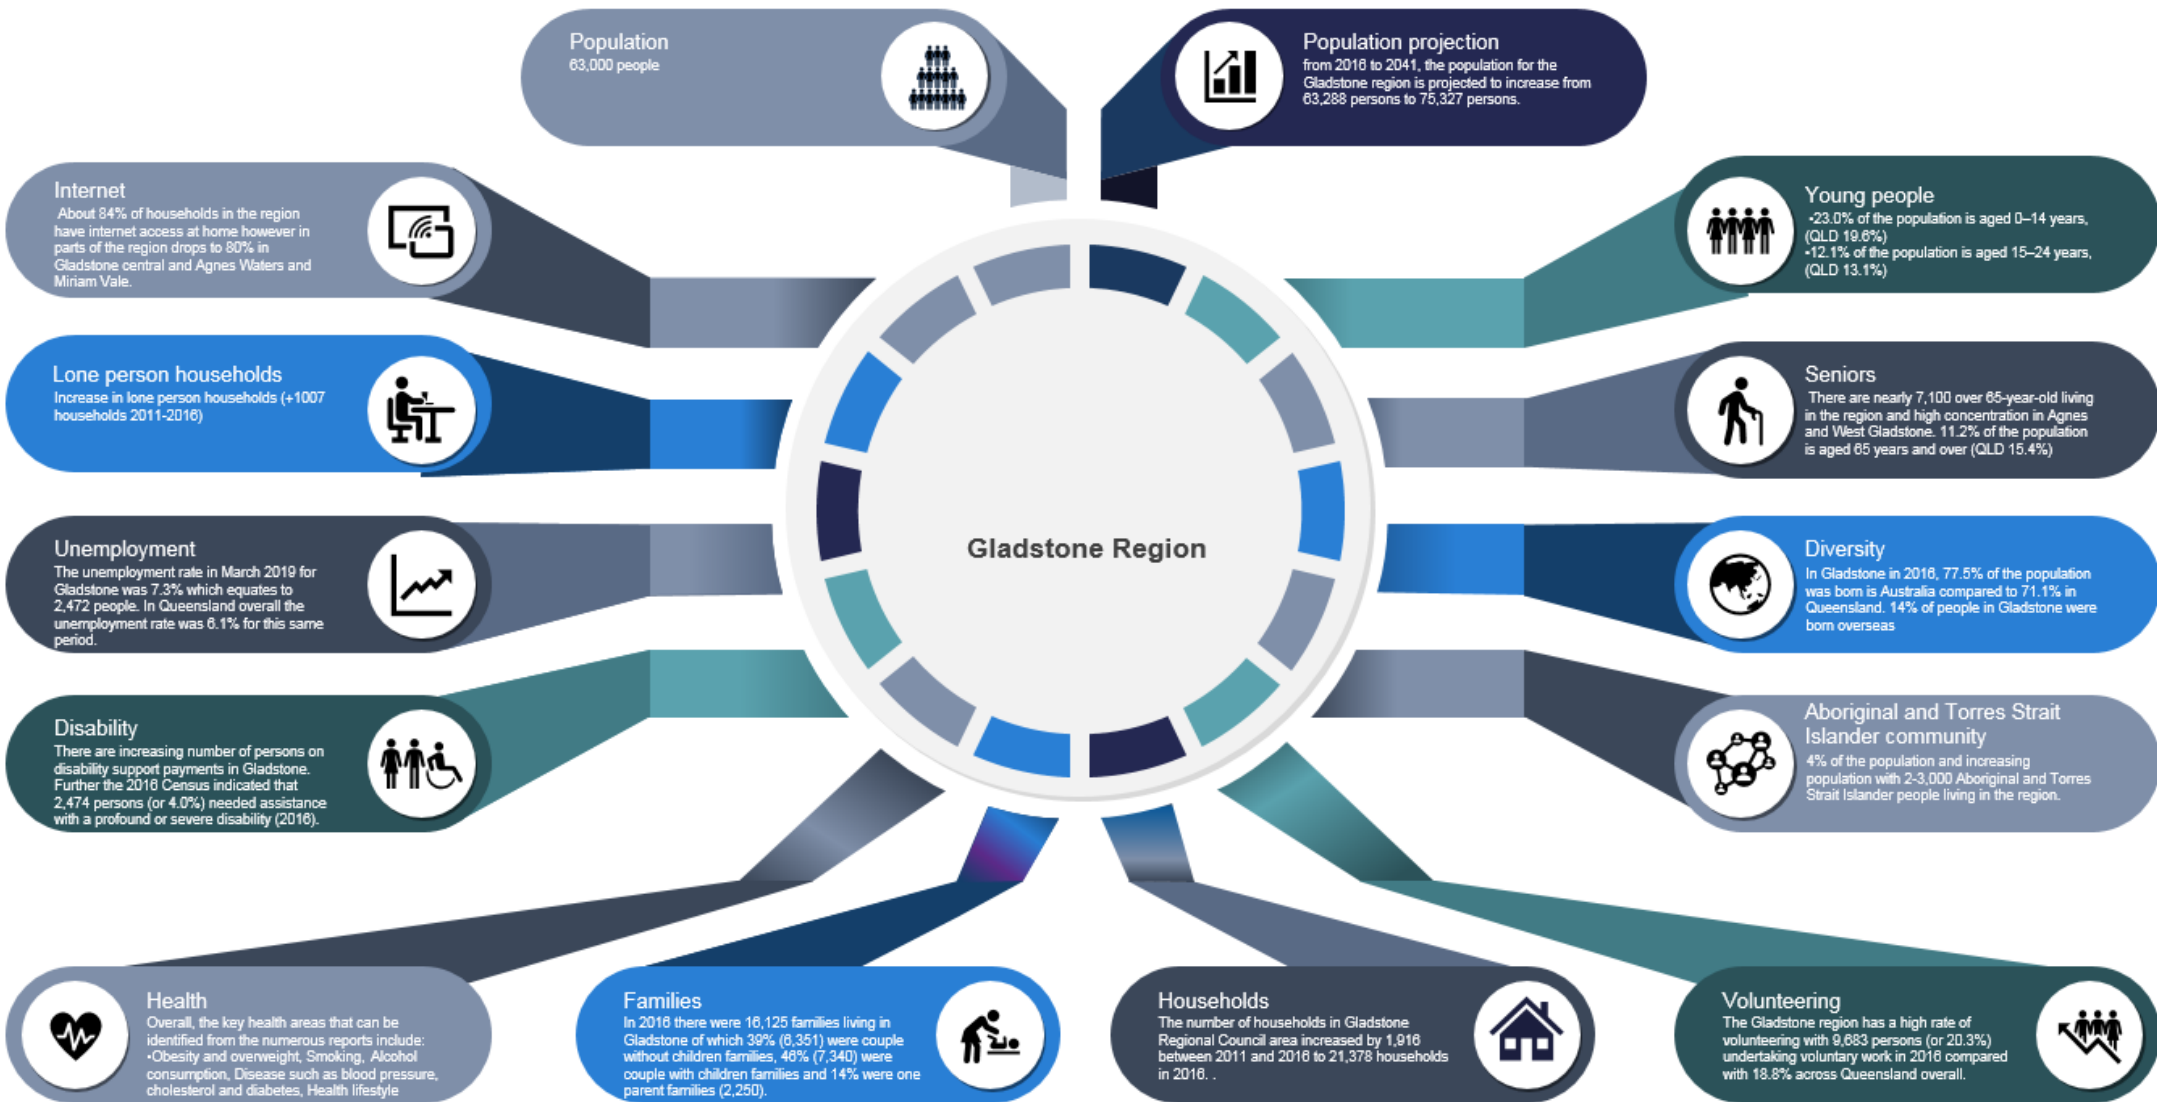 Population
63,000 people
Population projection
from 2016 to 2041, the population for the
Gladstone region is projected to increase from
63,288 persons to 75,327 persons.
Internet
About 84% of households in the region
have internet access at home however in
parts of the region drops to 80% in
Gladstone central and Agnes Waters and
Miriam Vale.
Young people
•23.0% of the population is aged 0–14 years,
(QLD 19.6%)
•12.1% of the population is aged 15–24 years,
(QLD 13.1%)
Lone person households
Increase in lone person households (+1007
households 2011-2016)
Seniors
There are nearly 7,100 over 65-year-old living
in the region and high concentration in Agnes
and West Gladstone. 11.2% of the population
is aged 65 years and over (QLD 15.4%)
Gladstone Region
Unemployment
The unemployment rate in March 2019 for
Gladstone was 7.3% which equates to
2,472 people. In Queensland overall the
unemployment rate was 6.1% for this same
period.
Diversity
In Gladstone in 2016, 77.5% of the population
was born is Australia compared to 71.1% in
Queensland. 14% of people in Gladstone were
born overseas
Disability
There are increasing number of persons on
disability support payments in Gladstone.
Further the 2016 Census indicated that
2,474 persons (or 4.0%) needed assistance
with a profound or severe disability (2016).
Aboriginal and Torres Strait
Islander community
4% of the population and increasing
population with 2-3,000 Aboriginal and Torres
Strait Islander people living in the region.
Health
Overall, the key health areas that can be
identified from the numerous reports include:
•Obesity and overweight, Smoking, Alcohol
consumption, Disease such as blood pressure,
cholesterol and diabetes, Health lifestyle
Families
In 2016 there were 16,125 families living in
Gladstone of which 39% (6,351) were couple
without children families, 46% (7,340) were
couple with children families and 14% were one
parent families (2,250).
Households
The number of households in Gladstone
Regional Council area increased by 1,916
between 2011 and 2016 to 21,378 households
in 2016. .
Volunteering
The Gladstone region has a high rate of
volunteering with 9,683 persons (or 20.3%)
undertaking voluntary work in 2016 compared
with 18.8% across Queensland overall.